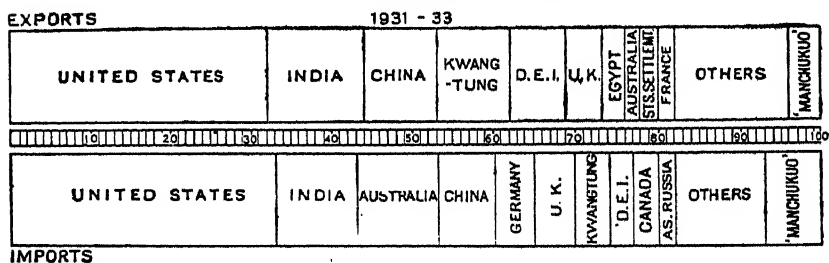 EXPORTS
1931 - 33
UNITED STATES
INDIA
CHINA
KWANG
-TUNG
D.E.I.
U.K.
EGYPT
AUSTRALIA
STS.SETTLEMT.
FRANCE
OTHERS
'MANCHUKUO'
10 20 30 40 50 60 70 80 90 100
UNITED STATES
INDIA
AUSTRALIA
CHINA
GERMANY
U.K.
KWANGTUNG
D.E.I.
CANADA
AS.RUSSIA
OTHERS
'MANCHUKUO'
IMPORTS